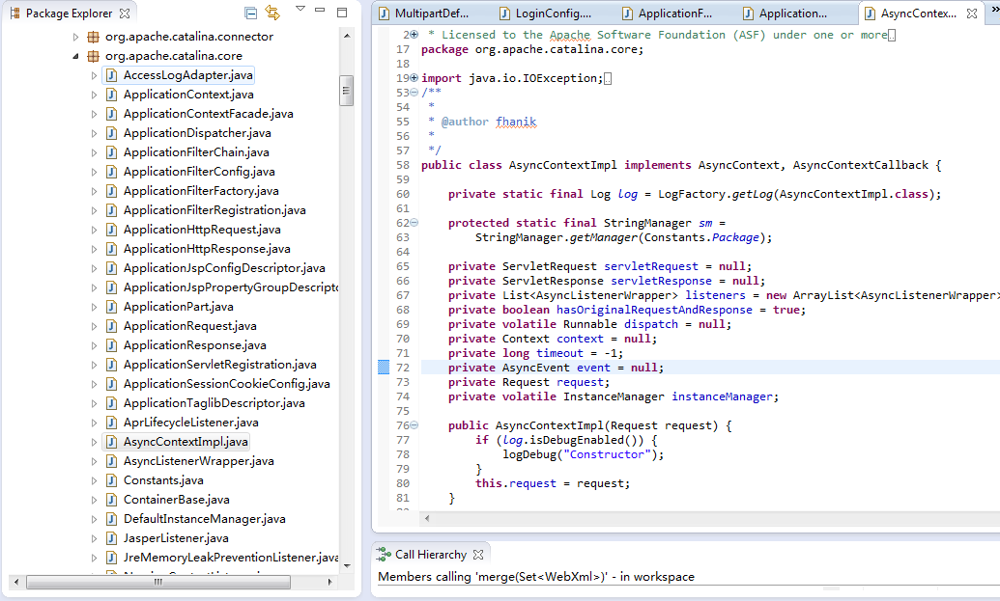 Package Explorer
org.apache.catalina.connector
org.apache.catalina.core
AccessLogAdapter.java
ApplicationContext.java
ApplicationContextFacade.java
ApplicationDispatcher.java
ApplicationFilterChain.java
ApplicationFilterConfig.java
ApplicationFilterFactory.java
ApplicationFilterRegistration.java
ApplicationHttpRequest.java
ApplicationHttpResponse.java
ApplicationJspConfigDescriptor.java
ApplicationJspPropertyGroupDescripto
ApplicationPart.java
ApplicationRequest.java
ApplicationResponse.java
ApplicationServletRegistration.java
ApplicationSessionCookieConfig.java
ApplicationTaglibDescriptor.java
AprLifecycleListener.java
AsyncContextImpl.java
AsyncListenerWrapper.java
Constants.java
ContainerBase.java
DefaultInstanceManager.java
JasperListener.java
JreMemoryLeakPreventionListener.java
MultipartDef... LoginConfig.... ApplicationF... Application... AsyncContex...
2 * Licensed to the Apache Software Foundation (ASF) under one or more
17 package org.apache.catalina.core;
18
19 import java.io.IOException;
53 /**
54 *
55 * @author fhanik
56 *
57 */
58 public class AsyncContextImpl implements AsyncContext, AsyncContextCallback {
59
60 private static final Log log = LogFactory.getLog(AsyncContextImpl.class);
61
62 protected static final StringManager sm =
63 StringManager.getManager(Constants.Package);
64
65 private ServletRequest servletRequest = null;
66 private ServletResponse servletResponse = null;
67 private List<AsyncListenerWrapper> listeners = new ArrayList<AsyncListenerWrapper>
68 private boolean hasOriginalRequestAndResponse = true;
69 private volatile Runnable dispatch = null;
70 private Context context = null;
71 private long timeout = -1;
72 private AsyncEvent event = null;
73 private Request request;
74 private volatile InstanceManager instanceManager;
75
76 public AsyncContextImpl(Request request) {
77 if (log.isDebugEnabled()) {
78 logDebug("Constructor");
79 }
80 this.request = request;
81 }
Call Hierarchy
Members calling 'merge(Set<WebXml>)' - in workspace